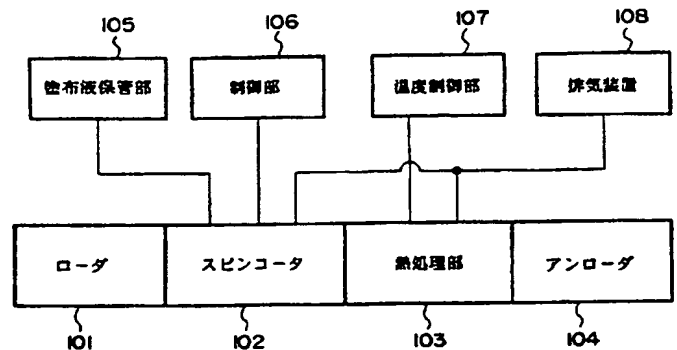 105
106
107
108
塗布液保管部
制御部
温度制御部
排気装置
ローダ
スピンコータ
熱処理部
アンローダ
101
102
103
104